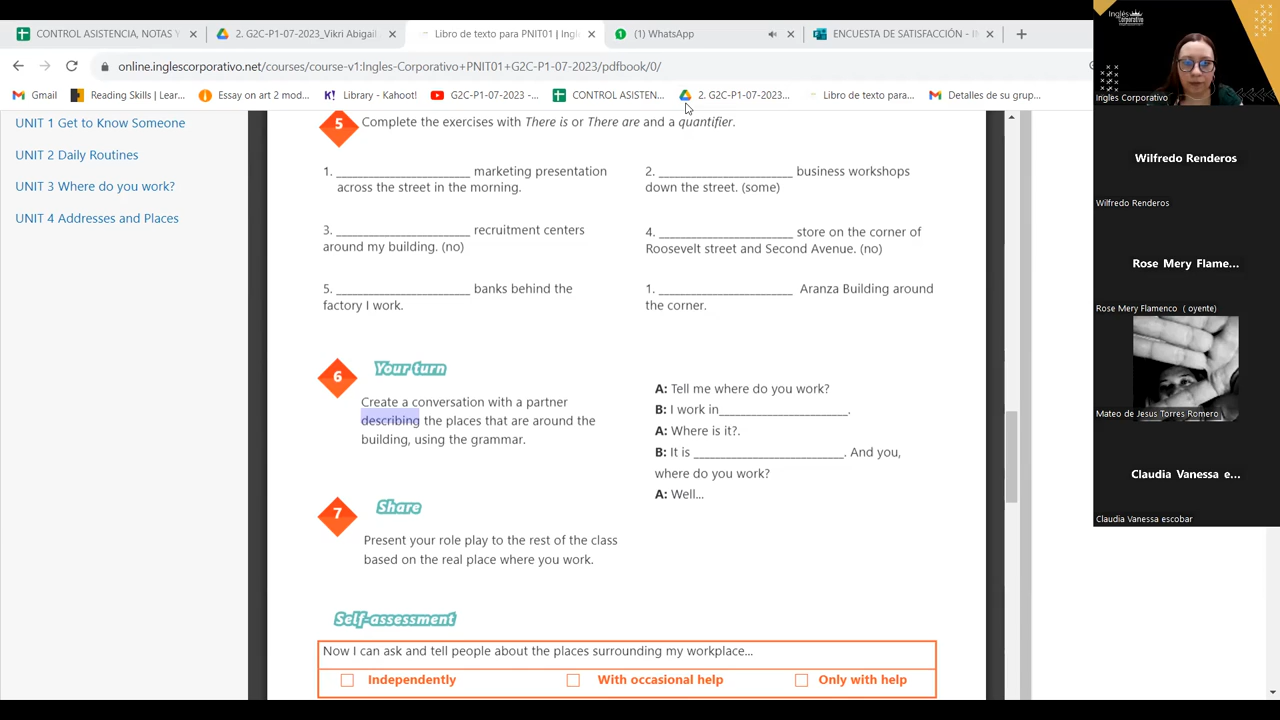 CONTROL ASISTENCIA, NOTAS Y
2. G2C-P1-07-2023_Vikri Abigail
Libro de texto para PNIT01 | Ingl
(1) WhatsApp
ENCUESTA DE SATISFACCIÓN - I
online.inglescorporativo.net/courses/course-v1:Ingles-Corporativo+PNIT01+G2C-P1-07-2023/pdfbook/0/
Gmail
Reading Skills | Lear...
Essay on art 2 mod...
Library - Kahoot!
G2C-P1-07-2023 -...
CONTROL ASISTEN...
2. G2C-P1-07-2023...
Libro de texto para...
Detalles de su grup...
UNIT 1 Get to Know Someone
UNIT 2 Daily Routines
UNIT 3 Where do you work?
UNIT 4 Addresses and Places
5 Complete the exercises with There is or There are and a quantifier.
1. ______________________ marketing presentation
across the street in the morning.
2. ______________________ business workshops
down the street. (some)
3. ______________________ recruitment centers
around my building. (no)
4. ______________________ store on the corner of
Roosevelt street and Second Avenue. (no)
5. ______________________ banks behind the
factory I work.
1. ______________________ Aranza Building around
the corner.
6 Your turn
Create a conversation with a partner
describing the places that are around the
building, using the grammar.
A: Tell me where do you work?
B: I work in_____________________.
A: Where is it?.
B: It is _________________________. And you,
where do you work?
A: Well...
7 Share
Present your role play to the rest of the class
based on the real place where you work.
Self-assessment
Now I can ask and tell people about the places surrounding my workplace...
Independently
With occasional help
Only with help
Inglés
Corporativo
Ingles Corporativo
Wilfredo Renderos
Wilfredo Renderos
Rose Mery Flame...
Rose Mery Flamenco ( oyente)
Mateo de Jesus Torres Romero
Claudia Vanessa e...
Claudia Vanessa escobar